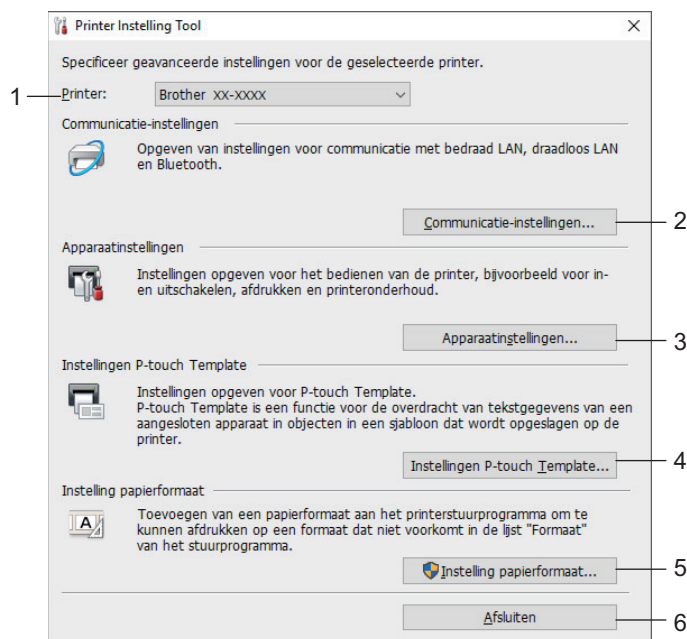 Printer Instelling Tool
Specificeer geavanceerde instellingen voor de geselecteerde printer.
1
Printer:
Brother XX-XXXX
Communicatie-instellingen
Opgeven van instellingen voor communicatie met bedraad LAN, draadloos LAN
en Bluetooth.
Communicatie-instellingen...
2
Apparaatinstellingen
Instellingen opgeven voor het bedienen van de printer, bijvoorbeeld voor in-
en uitschakelen, afdrukken en printeronderhoud.
Apparaatinstellingen...
3
Instellingen P-touch Template
Instellingen opgeven voor P-touch Template.
P-touch Template is een functie voor de overdracht van tekstgegevens van een
aangesloten apparaat in objecten in een sjabloon dat wordt opgeslagen op de
printer.
Instellingen P-touch Template...
4
Instelling papierformaat
A
Toevoegen van een papierformaat aan het printerstuurprogramma om te
kunnen afdrukken op een formaat dat niet voorkomt in de lijst "Formaat"
van het stuurprogramma.
Instelling papierformaat...
5
Afsluiten
6